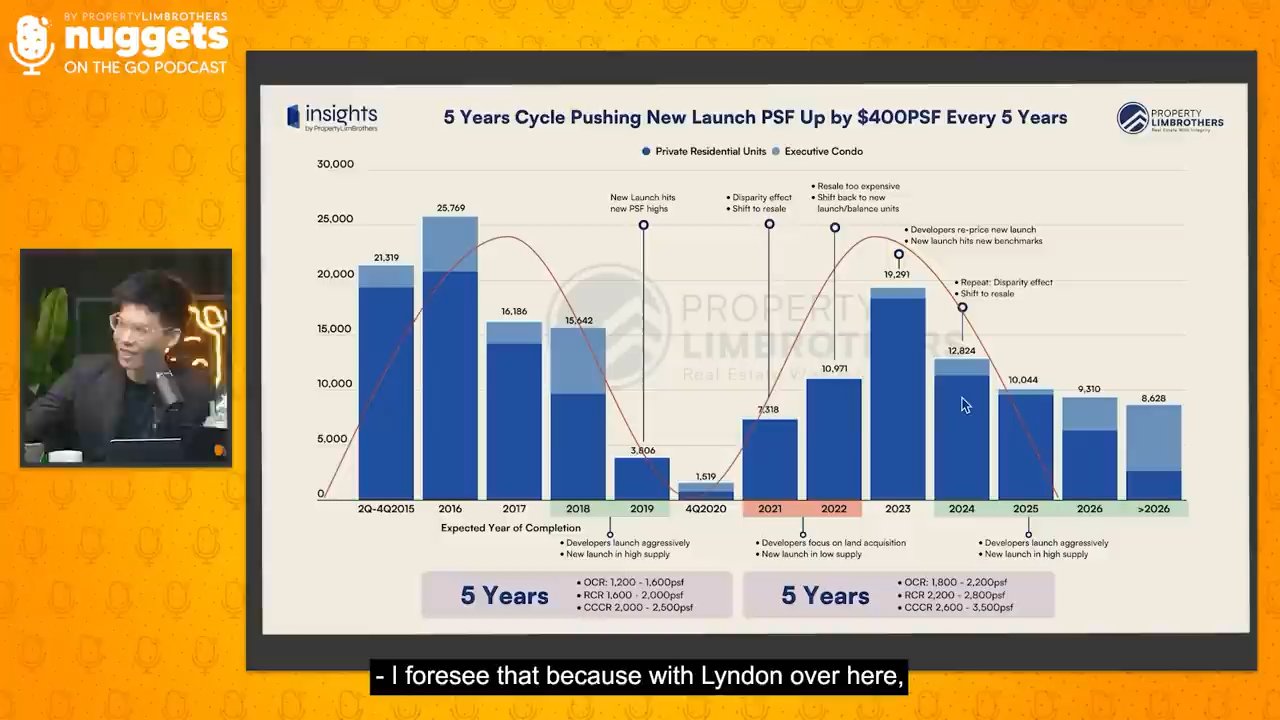 BY PROPERTYLIMBROTHERS
nuggets
ON THE GO PODCAST
insights
by PropertyLimBrothers
5 Years Cycle Pushing New Launch PSF Up by $400PSF Every 5 Years
PROPERTY
LIMBROTHERS
Real Estate With Integrity
Private Residential Units
Executive Condo
30,000
25,000
20,000
15,000
10,000
5,000
0
21,319
25,769
16,186
15,642
3,806
1,519
7,318
10,971
19,291
12,824
10,044
9,310
8,628
New Launch hits
new PSF highs
• Disparity effect
• Shift to resale
• Resale too expensive
• Shift back to new
launch/balance units
• Developers re-price new launch
• New launch hits new benchmarks
• Repeat: Disparity effect
• Shift to resale
PROPERTY
LIMBROTHERS
Real Estate W
2Q-4Q2015
2016
2017
2018
2019
4Q2020
2021
2022
2023
2024
2025
2026
>2026
Expected Year of Completion
• Developers launch aggressively
• New launch in high supply
• Developers focus on land acquisition
• New launch in low supply
• Developers launch aggressively
• New launch in high supply
5 Years
• OCR: 1,200 - 1,600psf
• RCR 1,600 - 2,000psf
• CCCR 2,000 - 2,500psf
5 Years
• OCR: 1,800 - 2,200psf
• RCR 2,200 - 2,800psf
• CCCR 2,600 - 3,500psf
- I foresee that because with Lyndon over here,